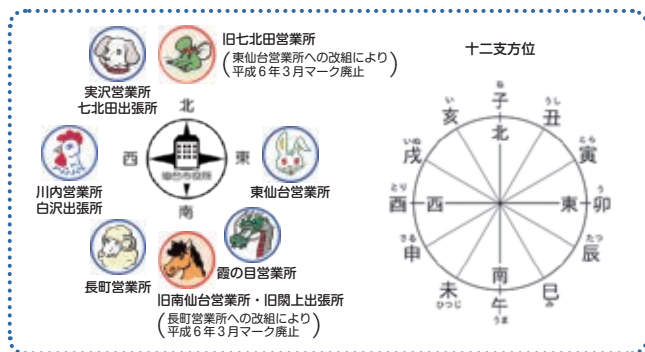 旧七北田営業所
(東仙台営業所への改組により
平成6年3月マーク廃止)
実沢営業所
七北田出張所
北
西
東
南
仙台市役所
川内営業所
白沢出張所
東仙台営業所
長町営業所
霞の目営業所
旧南仙台営業所・旧閖上出張所
(長町営業所への改組により
平成6年3月マーク廃止)
十二支方位
ね
子
うし
丑
とら
寅
う
卯
たつ
辰
巳
み
午
うま
未
ひつじ
さる
申
とり
酉
いぬ
戌
い
亥
北
西
東
南